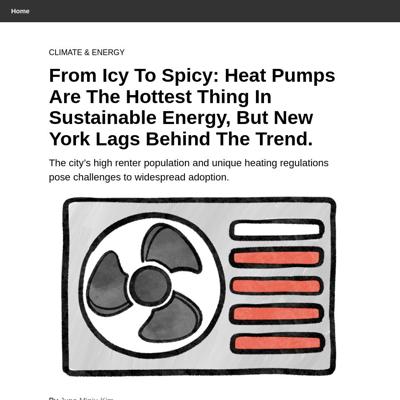 Home
CLIMATE & ENERGY
From Icy To Spicy: Heat Pumps
Are The Hottest Thing In
Sustainable Energy, But New
York Lags Behind The Trend.
The city's high renter population and unique heating regulations
pose challenges to widespread adoption.
By